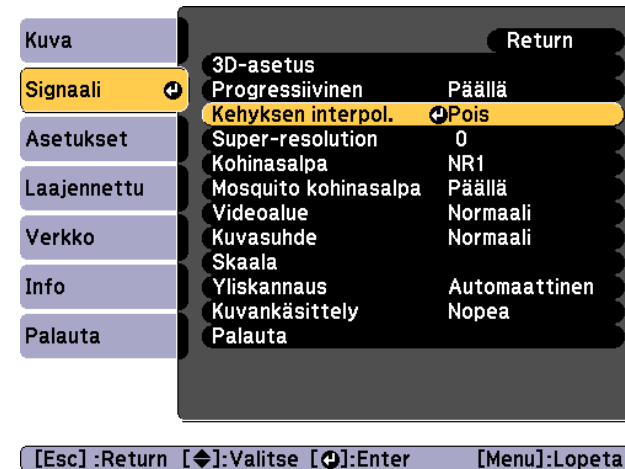 Kuva
Signaali
Asetukset
Laajennettu
Verkko
Info
Palauta
Return
3D-asetus
Progressiivinen Päällä
Kehyksen interpol. Pois
Super-resolution 0
Kohinasalpa NR1
Mosquito kohinasalpa Päällä
Videoalue Normaali
Kuvasuhde Normaali
Skaala
Yliskannaus Automaattinen
Kuvankäsittely Nopea
Palauta
[Esc] :Return [◆]:Valitse [⏎]:Enter [Menu]:Lopeta